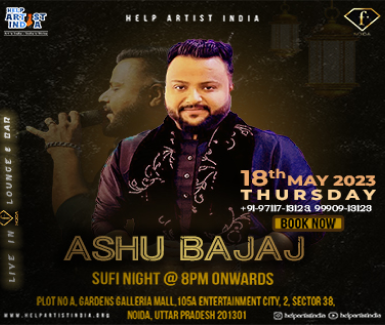 HELP ARTIST INDIA
HELP
ARTIST
INDIA
F
18th MAY 2023
THURSDAY
+91-97117-13123, 99909-13123
BOOK NOW
LIVE IN LOUNGE & BAR
ASHU BAJAJ
SUFI NIGHT @ 8PM ONWARDS
PLOT NO A, GARDENS GALLERIA MALL, 105A ENTERTAINMENT CITY, 2, SECTOR 38,
NOIDA, UTTAR PRADESH 201301
WWW.HELPARTISTINDIA.ORG
helpartistindia
helpartistindia